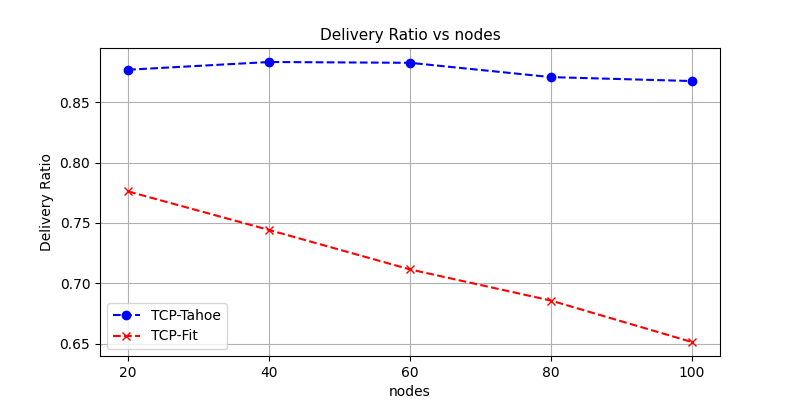 Delivery Ratio vs nodes
Delivery Ratio
0.85
0.80
0.75
0.70
0.65
TCP-Tahoe
TCP-Fit
20 40 60 80 100
nodes